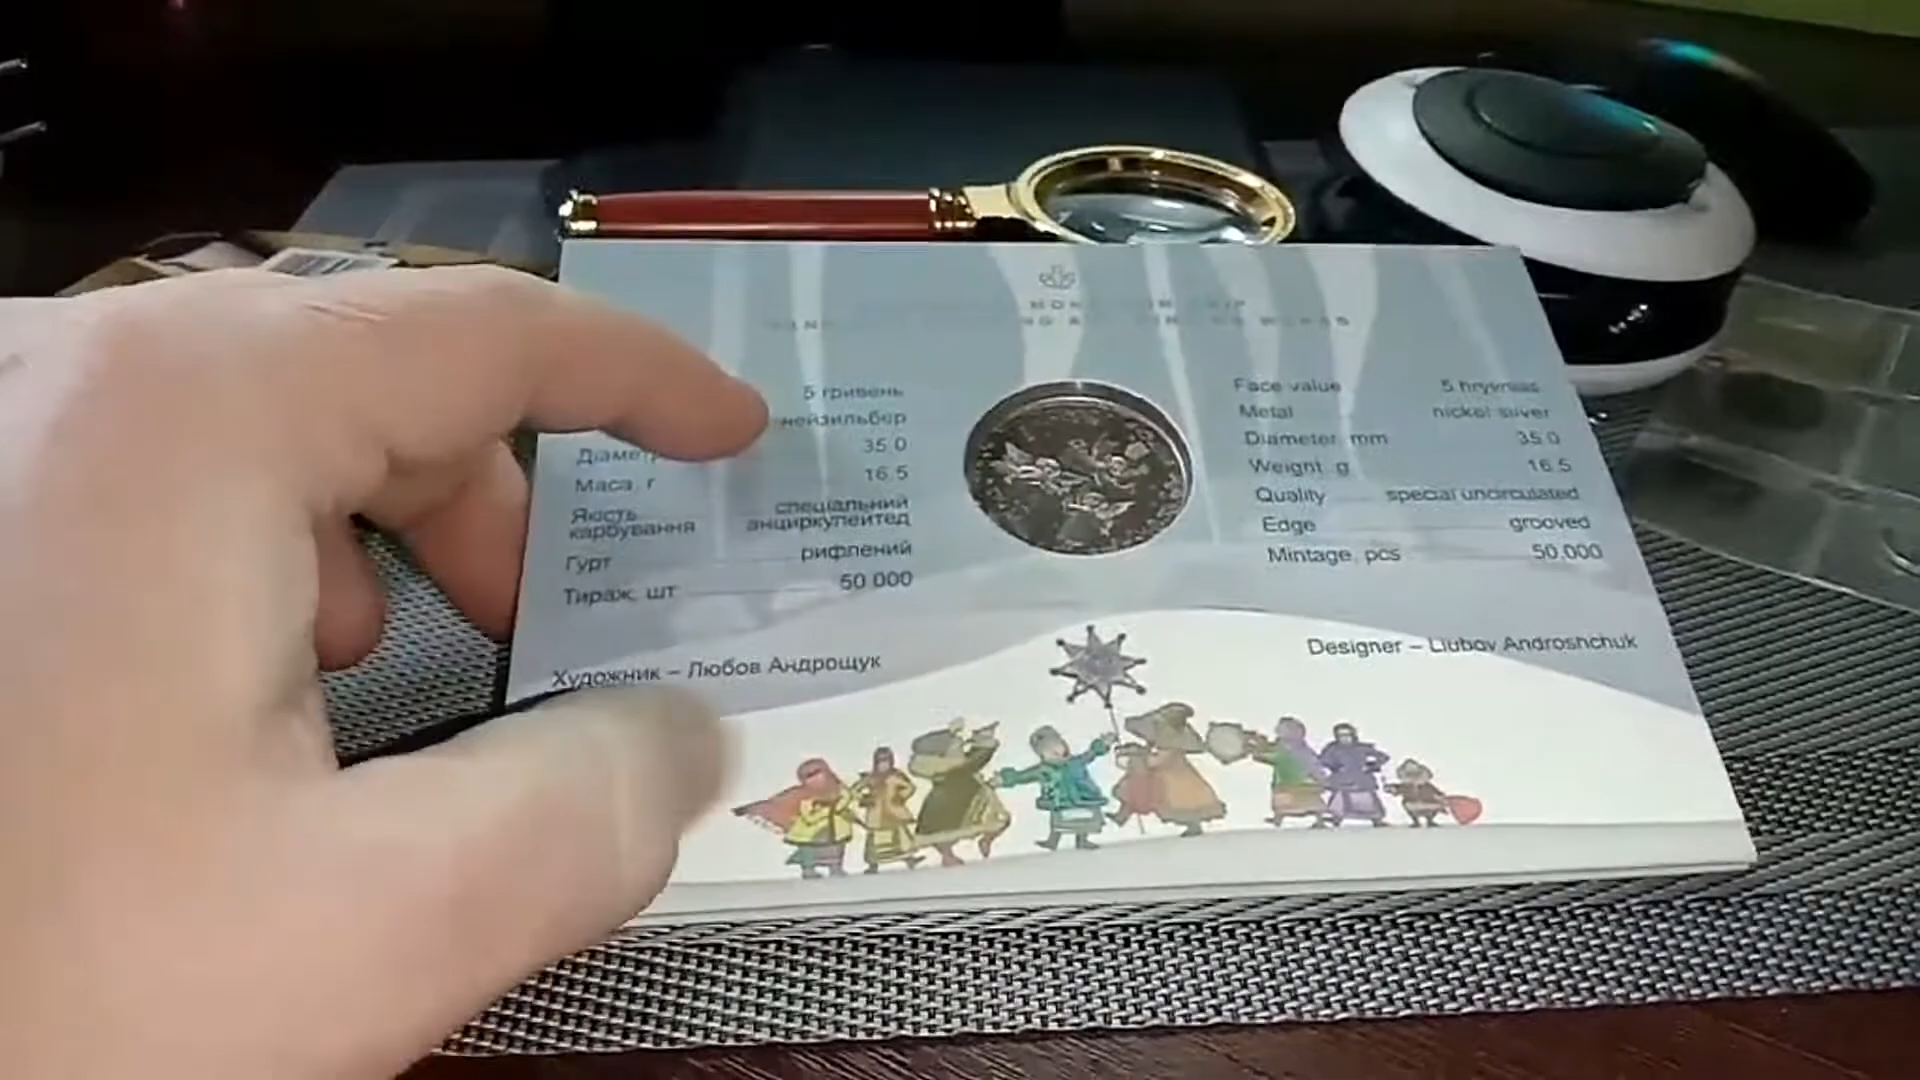 5 гривень
нейзильбер
Діамет 35.0
Маса, г 16.5
Якість карбування спеціальний анциркулейтед
Гурт рифлений
Тираж, шт 50 000
Художник – Любов Андрощук
Face value 5 hryvnias
Metal nickel silver
Diameter, mm 35.0
Weight, g 16.5
Quality special uncirculated
Edge grooved
Mintage, pcs 50,000
Designer – Liubov Androshchuk